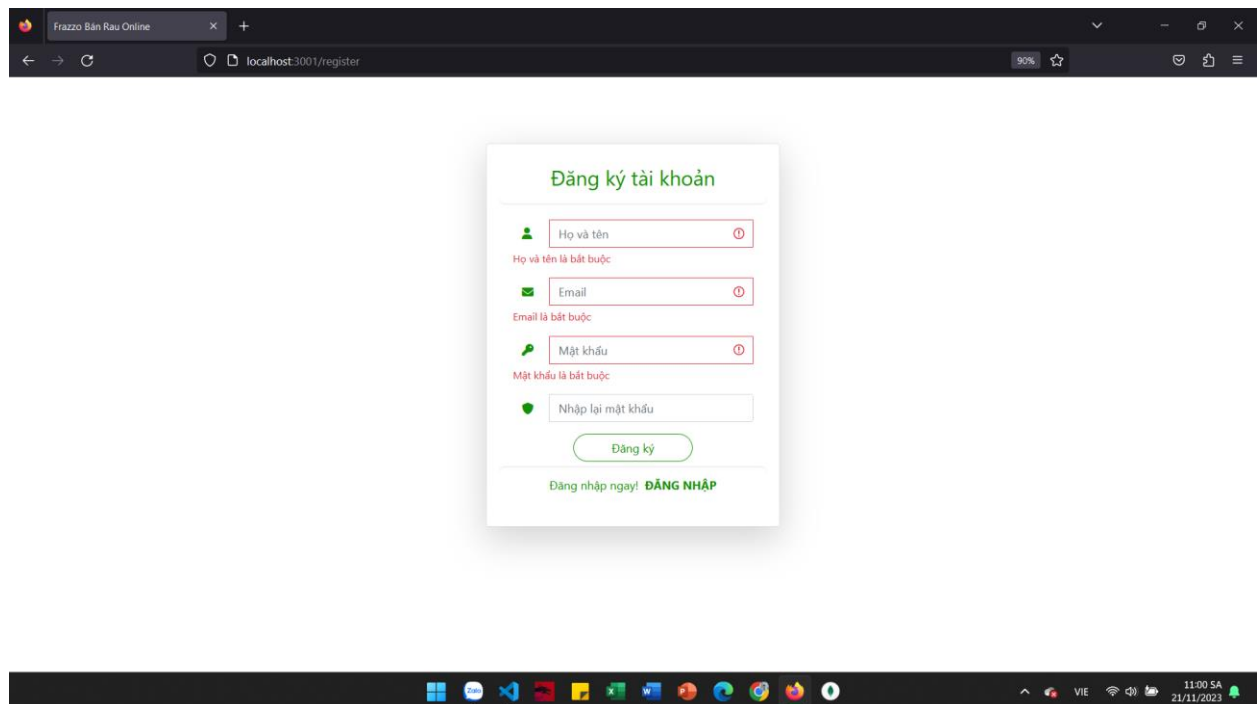 Frazzo Bán Rau Online
localhost:3001/register
90%
Đăng ký tài khoản
Họ và tên
Họ và tên là bắt buộc
Email
Email là bắt buộc
Mật khẩu
Mật khẩu là bắt buộc
Nhập lại mật khẩu
Đăng ký
Đăng nhập ngay! ĐĂNG NHẬP
Zalo
VIE
11:00 SA
21/11/2023